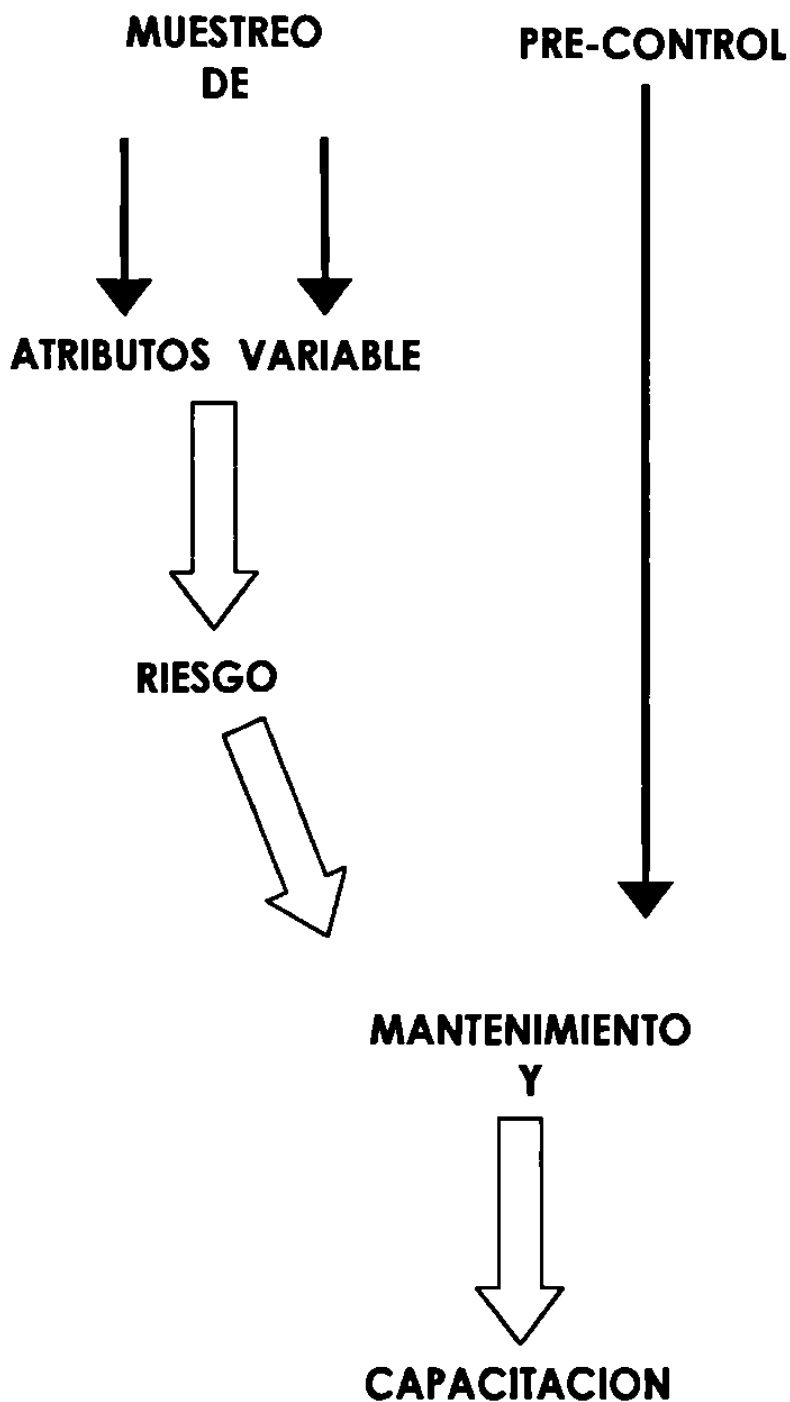 MUESTREO
DE
PRE-CONTROL
ATRIBUTOS VARIABLE
RIESGO
MANTENIMIENTO
Y
CAPACITACION